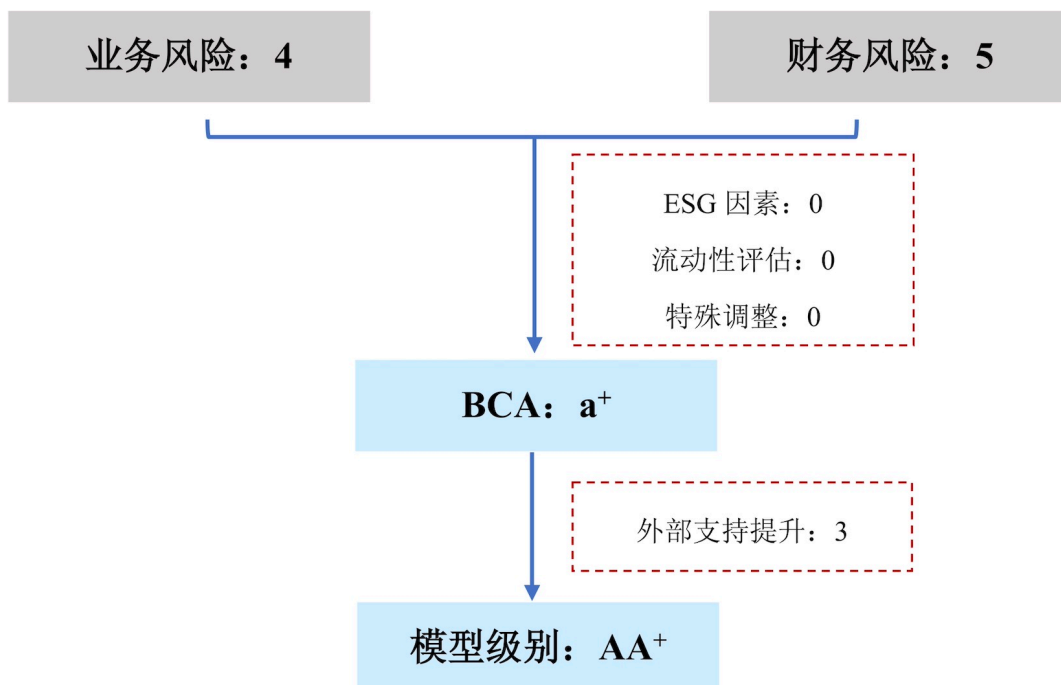 业务风险：4
财务风险：5
ESG 因素：0
流动性评估：0
特殊调整：0
BCA：a⁺
外部支持提升：3
模型级别：AA⁺